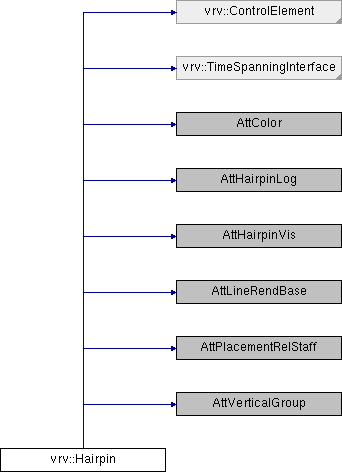 vrv::ControlElement
vrv::TimeSpanningInterface
AttColor
AttHairpinLog
AttHairpinVis
AttLineRendBase
AttPlacementRelStaff
AttVerticalGroup
vrv::Hairpin